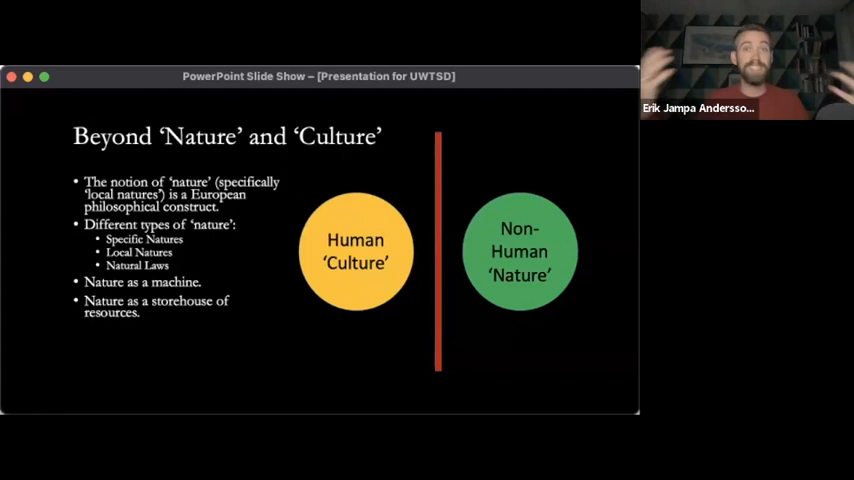 PowerPoint Slide Show – [Presentation for UWTSD]
Erik Jampa Andersso...
Beyond ‘Nature’ and ‘Culture’
• The notion of ‘nature’ (specifically
‘local natures’) is a European
philosophical construct.
• Different types of ‘nature’:
• Specific Natures
• Local Natures
• Natural Laws
• Nature as a machine.
• Nature as a storehouse of
resources.
Human
‘Culture’
Non-
Human
‘Nature’